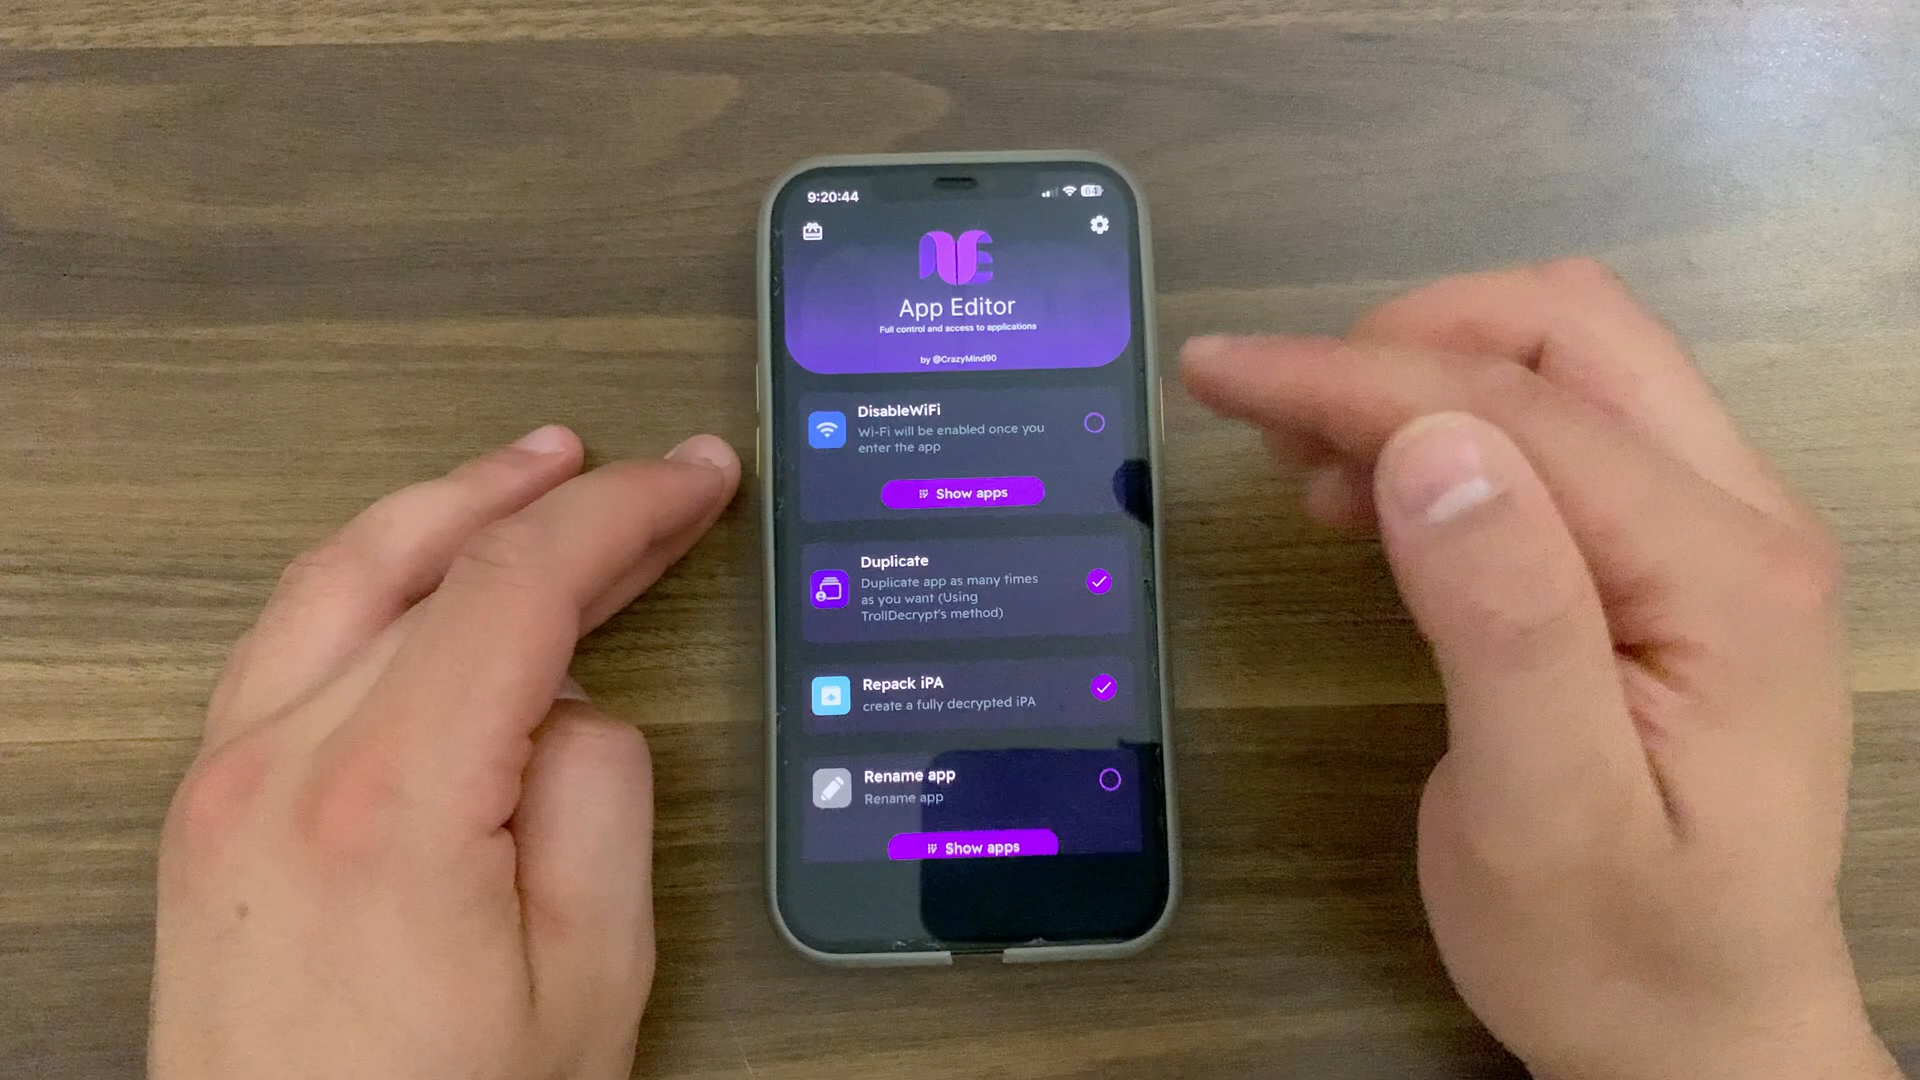 9:20:44
64
App Editor
Full control and access to applications
by @CrazyMind90
DisableWiFi
Wi-Fi will be enabled once you
enter the app
Show apps
Duplicate
Duplicate app as many times
as you want (Using
TrollDecrypt's method)
Repack iPA
create a fully decrypted iPA
Rename app
Rename app
Show apps